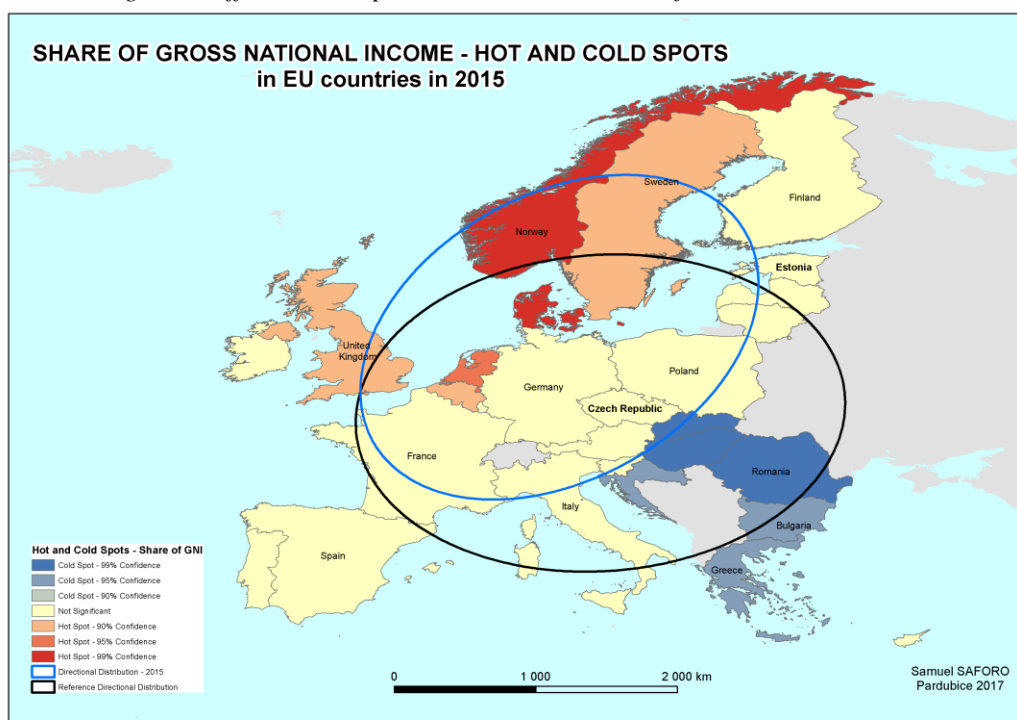 SHARE OF GROSS NATIONAL INCOME - HOT AND COLD SPOTS
in EU countries in 2015
Sweden
Finland
Norway
Estonia
United
Kingdom
Germany
Poland
Czech Republic
France
Romania
Italy
Bulgaria
Spain
Greece
Hot and Cold Spots - Share of GNI
Cold Spot - 99% Confidence
Cold Spot - 95% Confidence
Cold Spot - 90% Confidence
Not Significant
Hot Spot - 90% Confidence
Hot Spot - 95% Confidence
Hot Spot - 99% Confidence
Directional Distribution - 2015
Reference Directional Distribution
0 1 000 2 000 km
Samuel SAFORO
Pardubice 2017